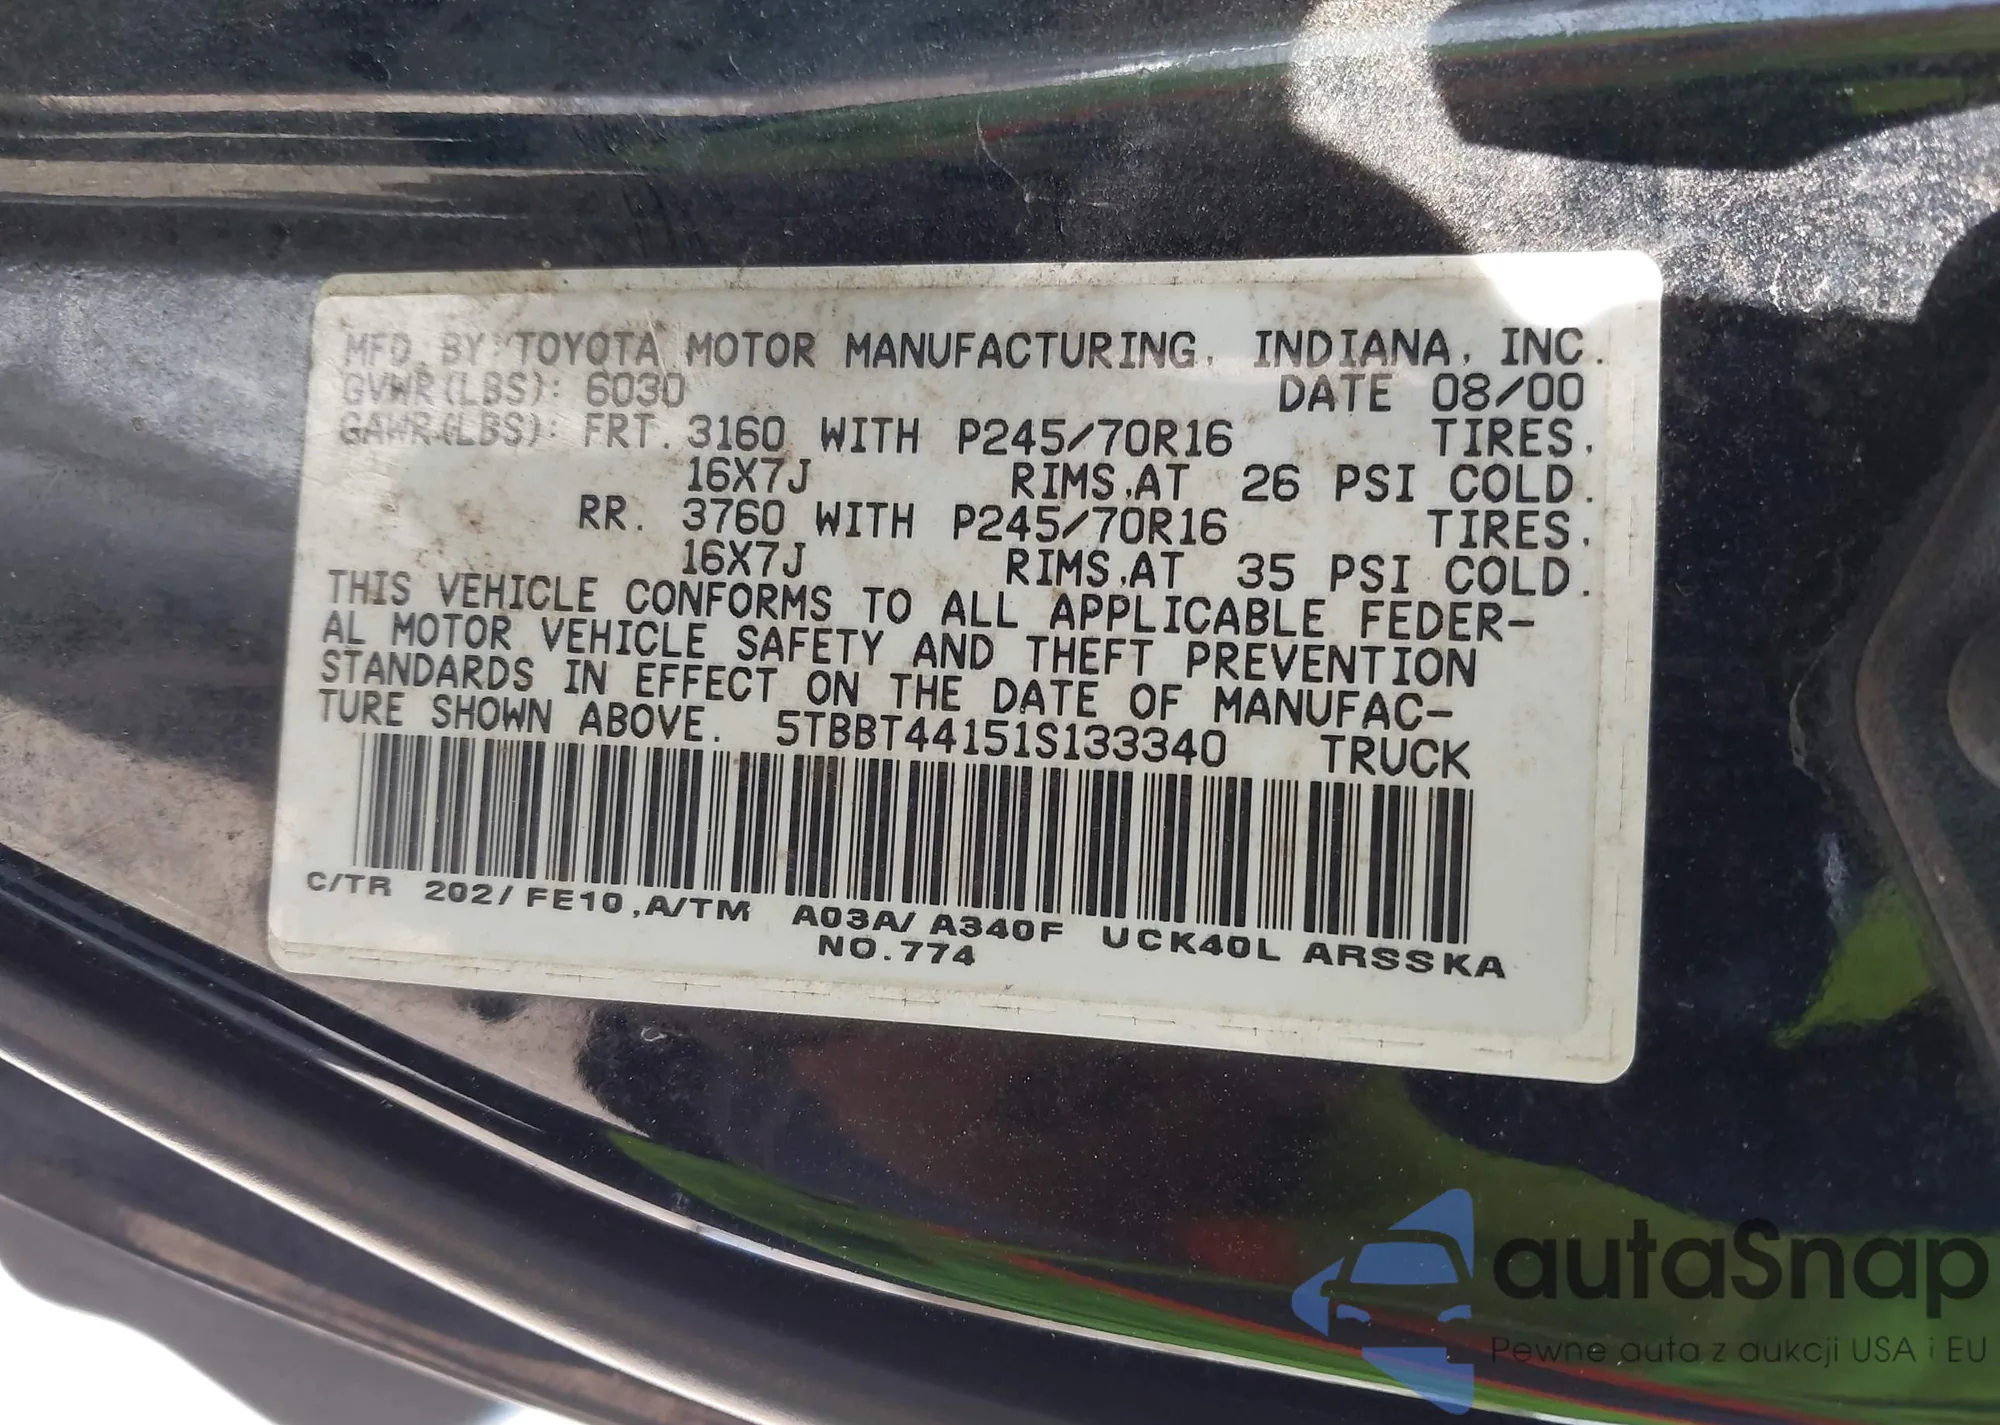 MFD. BY: TOYOTA MOTOR MANUFACTURING, INDIANA, INC.
GVWR(LBS): 6030 DATE 08/00
GAWR(LBS): FRT. 3160 WITH P245/70R16 TIRES,
16X7J RIMS,AT 26 PSI COLD.
RR. 3760 WITH P245/70R16 TIRES,
16X7J RIMS,AT 35 PSI COLD.
THIS VEHICLE CONFORMS TO ALL APPLICABLE FEDER-
AL MOTOR VEHICLE SAFETY AND THEFT PREVENTION
STANDARDS IN EFFECT ON THE DATE OF MANUFAC-
TURE SHOWN ABOVE. 5TBBT44151S133340 TRUCK
C/TR 202/FE10,A/TM A03A/A340F UCK40L ARSSKA
NO.774
autaSnap
Pewne auta z aukcji USA i EU